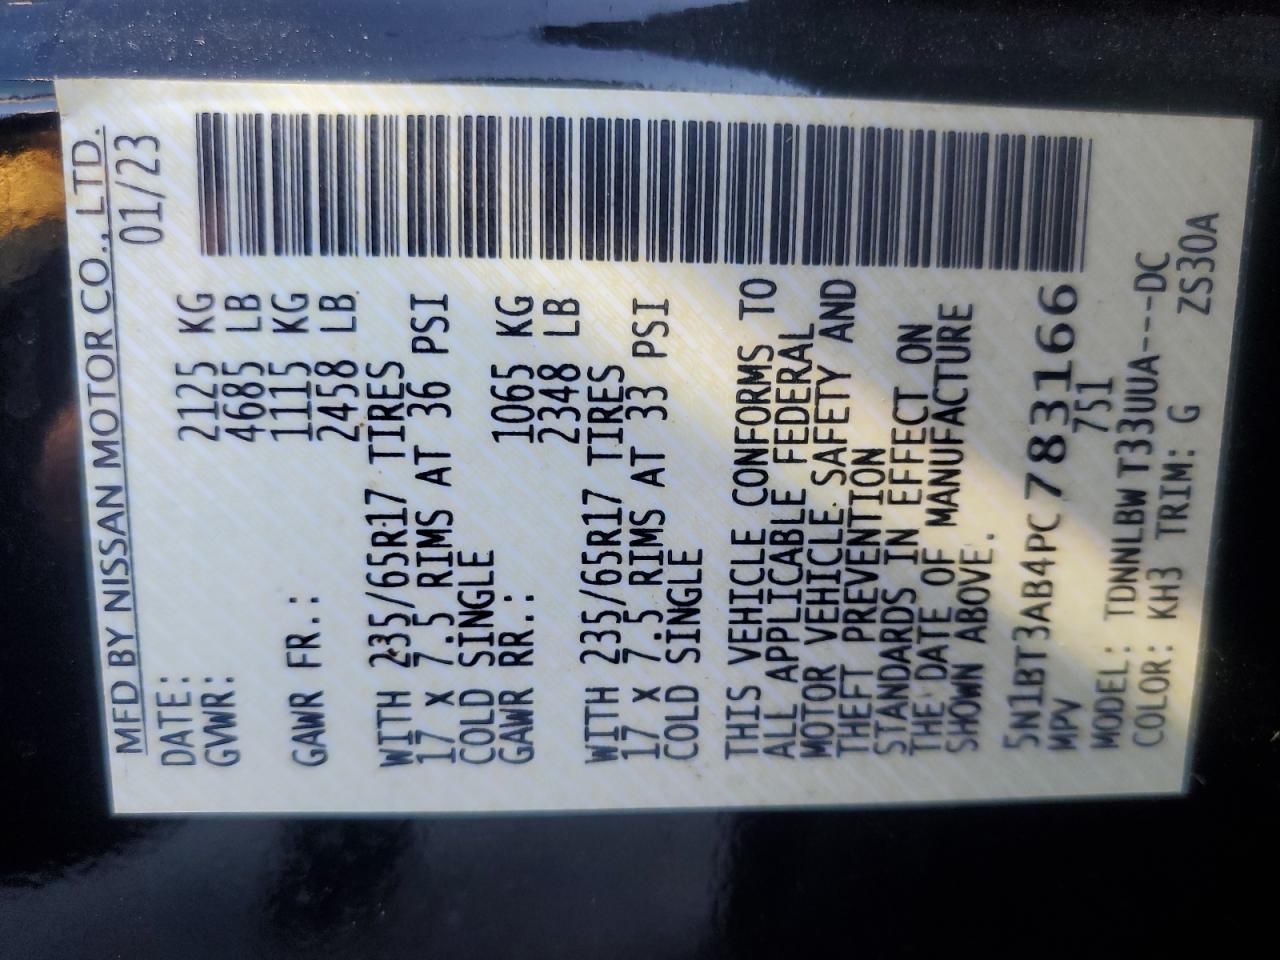 MFD BY NISSAN MOTOR CO., LTD.
DATE: 01/23
GVWR: 2125 KG
4685 LB
GAWR FR.: 1115 KG
2458 LB
WITH 235/65R17 TIRES
17 X 7.5 RIMS AT 36 PSI
COLD SINGLE
GAWR RR.: 1065 KG
2348 LB
WITH 235/65R17 TIRES
17 X 7.5 RIMS AT 33 PSI
COLD SINGLE
THIS VEHICLE CONFORMS TO
ALL APPLICABLE FEDERAL
MOTOR VEHICLE SAFETY AND
THEFT PREVENTION
STANDARDS IN EFFECT ON
THE DATE OF MANUFACTURE
SHOWN ABOVE.
5N1BT3AB4PC783166
MPV 751
MODEL: TDNNLBW T33UUA---DC
COLOR: KH3 TRIM: G ZS30A